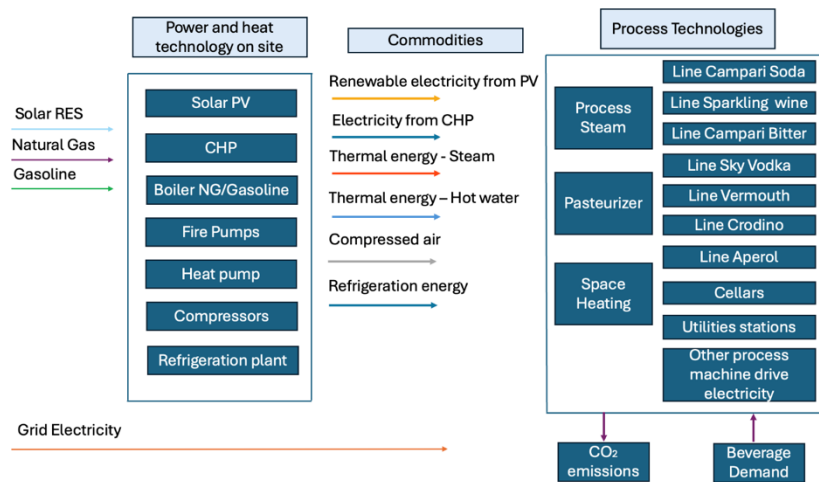 Power and heat
technology on site
Commodities
Process Technologies
Solar RES
Natural Gas
Gasoline
Grid Electricity
Solar PV
CHP
Boiler NG/Gasoline
Fire Pumps
Heat pump
Compressors
Refrigeration plant
Renewable electricity from PV
Electricity from CHP
Thermal energy - Steam
Thermal energy – Hot water
Compressed air
Refrigeration energy
Process
Steam
Pasteurizer
Space
Heating
Line Campari Soda
Line Sparkling wine
Line Campari Bitter
Line Sky Vodka
Line Vermouth
Line Crodino
Line Aperol
Cellars
Utilities stations
Other process
machine drive
electricity
CO₂
emissions
Beverage
Demand